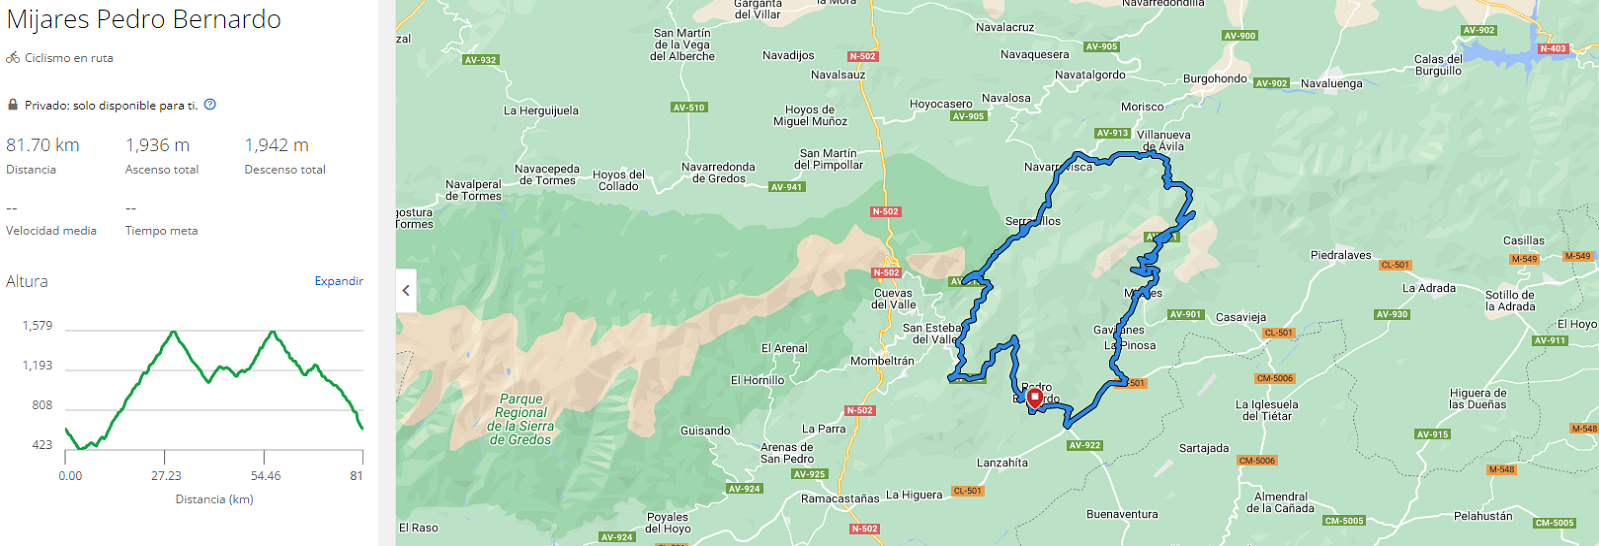 Mijares Pedro Bernardo
Ciclismo en ruta
Privado: solo disponible para ti. ?
81.70 km
1,936 m
1,942 m
Distancia
Ascenso total
Descenso total
--
--
Velocidad media
Tiempo meta
Altura
Expandir
1,579
1,193
808
423
0.00
27.23
54.46
81
Distancia (km)
Garganta
del Villar
la Mora
Navarredondilla
zal
San Martín
de la Vega
del Alberche
AV-932
Navadijos
N-502
Navalsauz
Navalacruz
Navaquesera
AV-905
Navatalgordo
AV-900
Burgohondo
AV-902
Navaluenga
AV-902
N-403
Calas del
Burguillo
La Herguijuela
AV-510
Hoyos de
Miguel Muñoz
Hoyocasero
AV-905
Navalosa
Morisco
AV-913
Villanueva
de Ávila
San Martín
del Pimpollar
Navacepeda
de Tormes
Hoyos del
Collado
Navarredonda
de Gredos
AV-941
Navalperal
de Tormes
gostura
Tormes
N-502
Serra
illos
Casillas
M-549
M-549
Piedralaves
CL-501
La Adrada
Sotillo de
la Adrada
N-502
Cuevas
del Valle
San Esteba
del Valle
Mombeltrán
AV-901
Casavieja
AV-930
El Hoyo
AV-911
CL-501
Gav
anes
La Pinosa
El Arenal
El Hornillo
501
CM-5006
Higuera de
las Dueñas
Parque
Regional
de la Sierra
de Gredos
N-502
La Iglesuela
del Tiétar
Guisando
La Parra
Arenas de
San Pedro
AV-925
AV-924
AV-922
Sartajada
CM-5006
AV-915
M-548
M-548
Lanzahíta
CL-501
La Higuera
Ramacastañas
Almendral
de la Cañada
Buenaventura
CM-5005
Pelahustán
CM-5005
El Raso
Poyales
del Hoyo
AV-924
N-502